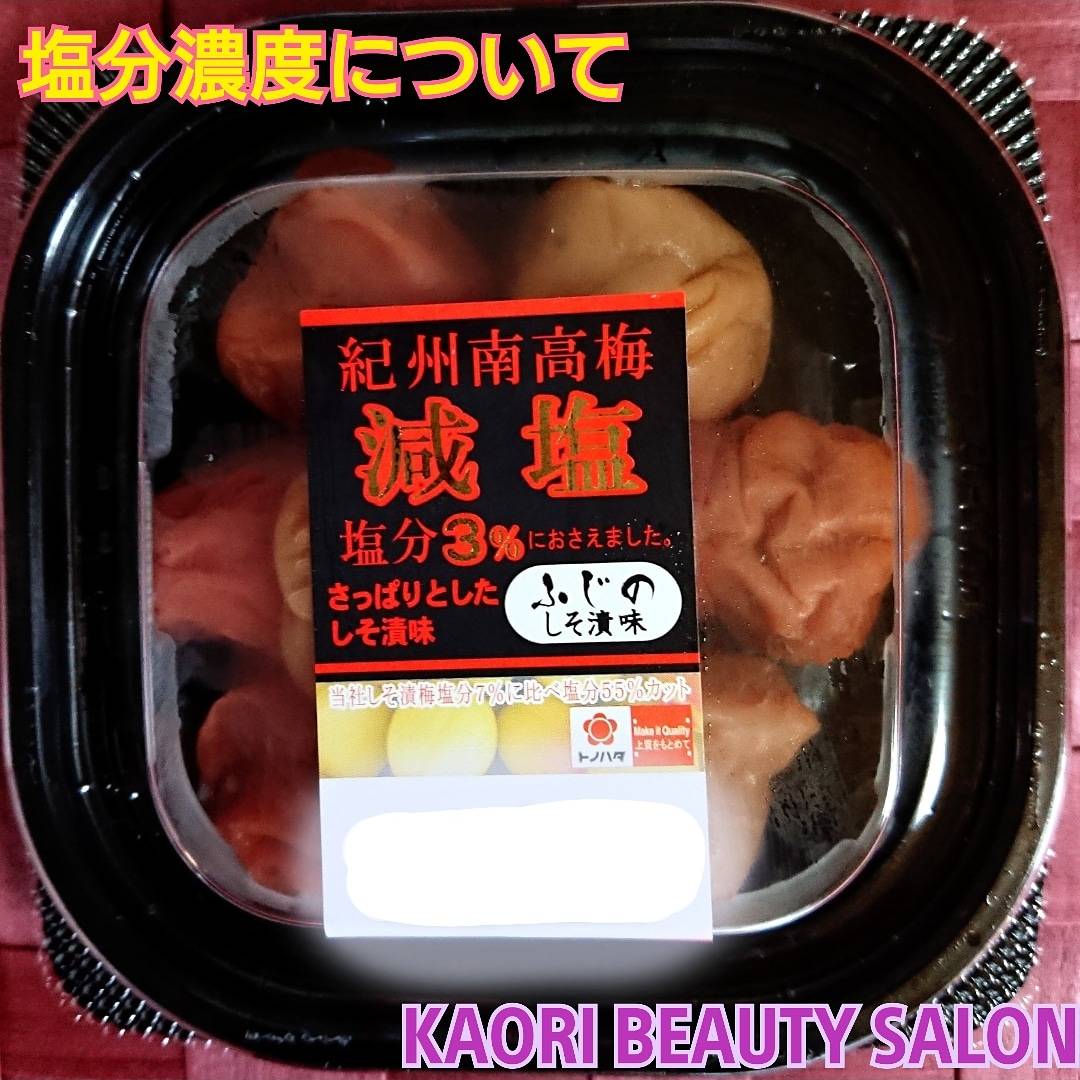 塩分濃度について
紀州南高梅
減塩
塩分3%におさえました。
さっぱりとした
しそ漬味
ふじの
しそ漬味
当社しそ漬梅塩分7%に比べ塩分55%カット
トノハタ
Make it Quality
上質をもとめて
KAORI BEAUTY SALON